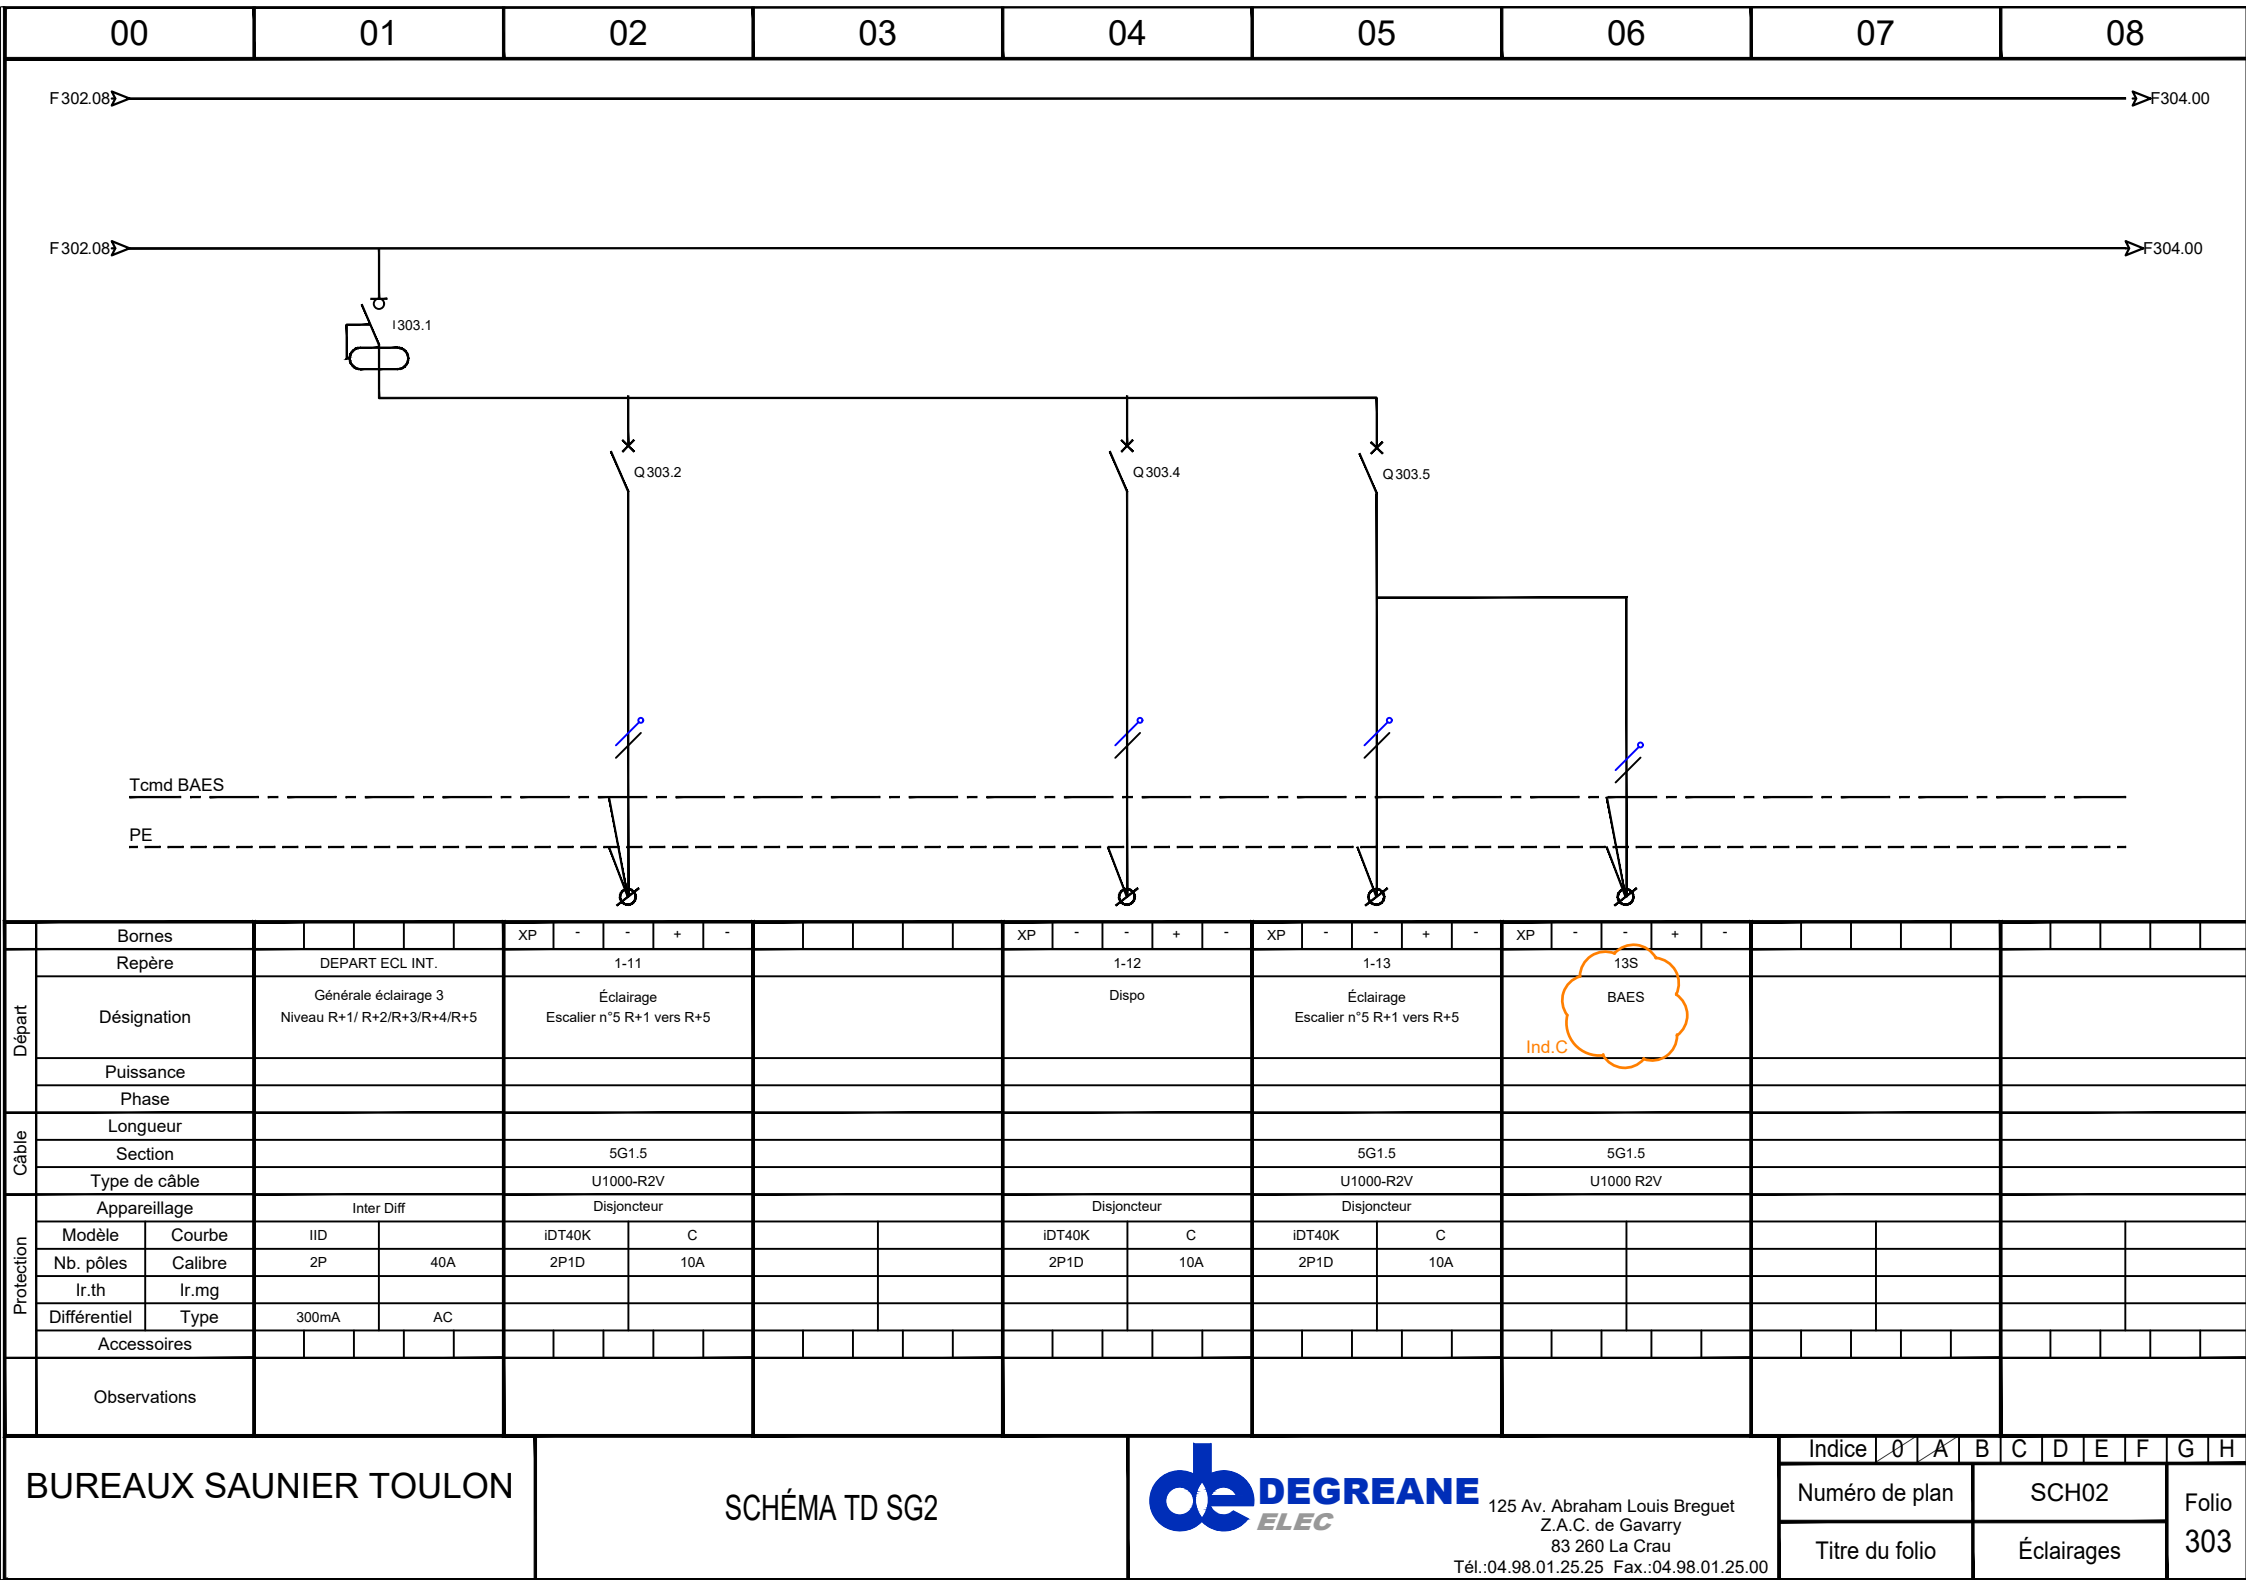 00 01 02 03 04 05 06 07 08
F302.08 F304.00
F302.08 F304.00
I303.1
Q303.2 Q303.4 Q303.5
Tcmd BAES
PE
Bornes XP - - + - XP - - + - XP - - + - XP - - + -
Départ
Repère DEPART ECL INT. 1-11 1-12 1-13 13S
Désignation
Générale éclairage 3
Niveau R+1/ R+2/R+3/R+4/R+5
Éclairage
Escalier n°5 R+1 vers R+5
Dispo
Éclairage
Escalier n°5 R+1 vers R+5
BAES
Ind.C
Puissance
Phase
Câble
Longueur
Section 5G1.5 5G1.5 5G1.5
Type de câble U1000-R2V U1000-R2V U1000 R2V
Protection
Appareillage Inter Diff Disjoncteur Disjoncteur Disjoncteur
Modèle Courbe IID iDT40K C iDT40K C iDT40K C
Nb. pôles Calibre 2P 40A 2P1D 10A 2P1D 10A 2P1D 10A
Ir.th Ir.mg
Différentiel Type 300mA AC
Accessoires
Observations
BUREAUX SAUNIER TOULON
SCHÉMA TD SG2
de DEGREANE
ELEC
125 Av. Abraham Louis Breguet
Z.A.C. de Gavarry
83 260 La Crau
Tél.:04.98.01.25.25 Fax.:04.98.01.25.00
Indice 0 A B C D E F G H
Numéro de plan SCH02
Titre du folio Éclairages
Folio
303